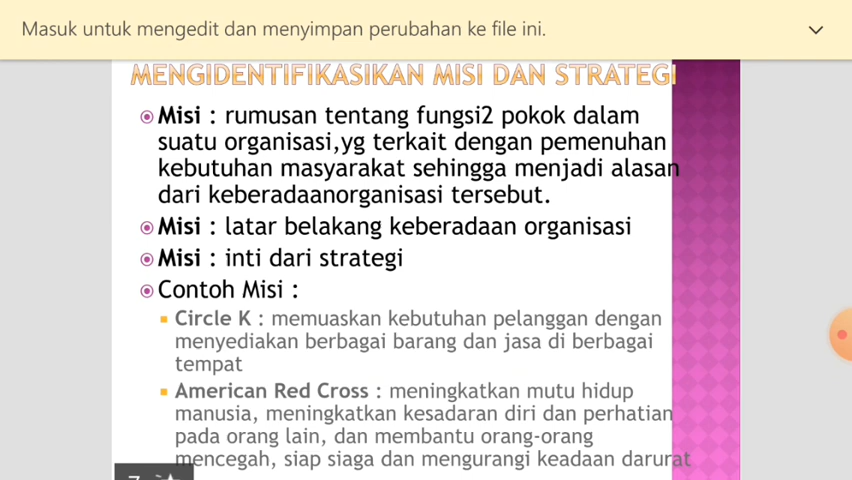 Masuk untuk mengedit dan menyimpan perubahan ke file ini.
MENGIDENTIFIKASIKAN MISI DAN STRATEGI
Misi : rumusan tentang fungsi2 pokok dalam
suatu organisasi,yg terkait dengan pemenuhan
kebutuhan masyarakat sehingga menjadi alasan
dari keberadaanorganisasi tersebut.
Misi : latar belakang keberadaan organisasi
Misi : inti dari strategi
Contoh Misi :
Circle K : memuaskan kebutuhan pelanggan dengan
menyediakan berbagai barang dan jasa di berbagai
tempat
American Red Cross : meningkatkan mutu hidup
manusia, meningkatkan kesadaran diri dan perhatian
pada orang lain, dan membantu orang-orang
mencegah, siap siaga dan mengurangi keadaan darurat